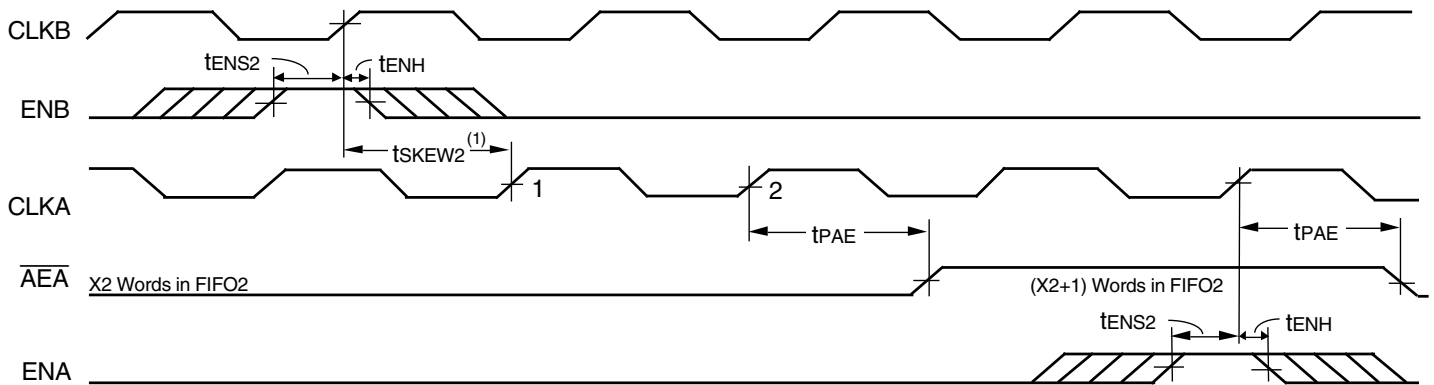 CLKB
tENS2
tENH
ENB
tSKEW2(1)
1
2
CLKA
tPAE
tPAE
AEA
X2 Words in FIFO2
(X2+1) Words in FIFO2
tENS2
tENH
ENA